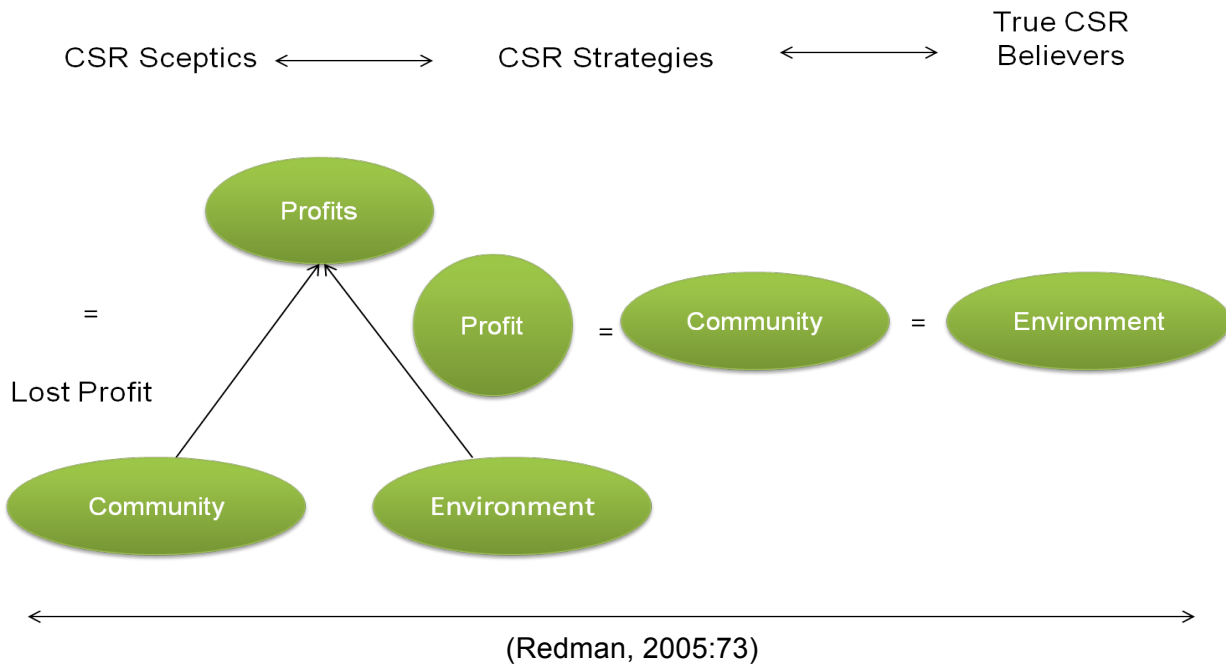 CSR Sceptics
CSR Strategies
True CSR
Believers
Profits
=
Profit
=
Community
=
Environment
Lost Profit
Community
Environment
(Redman, 2005:73)